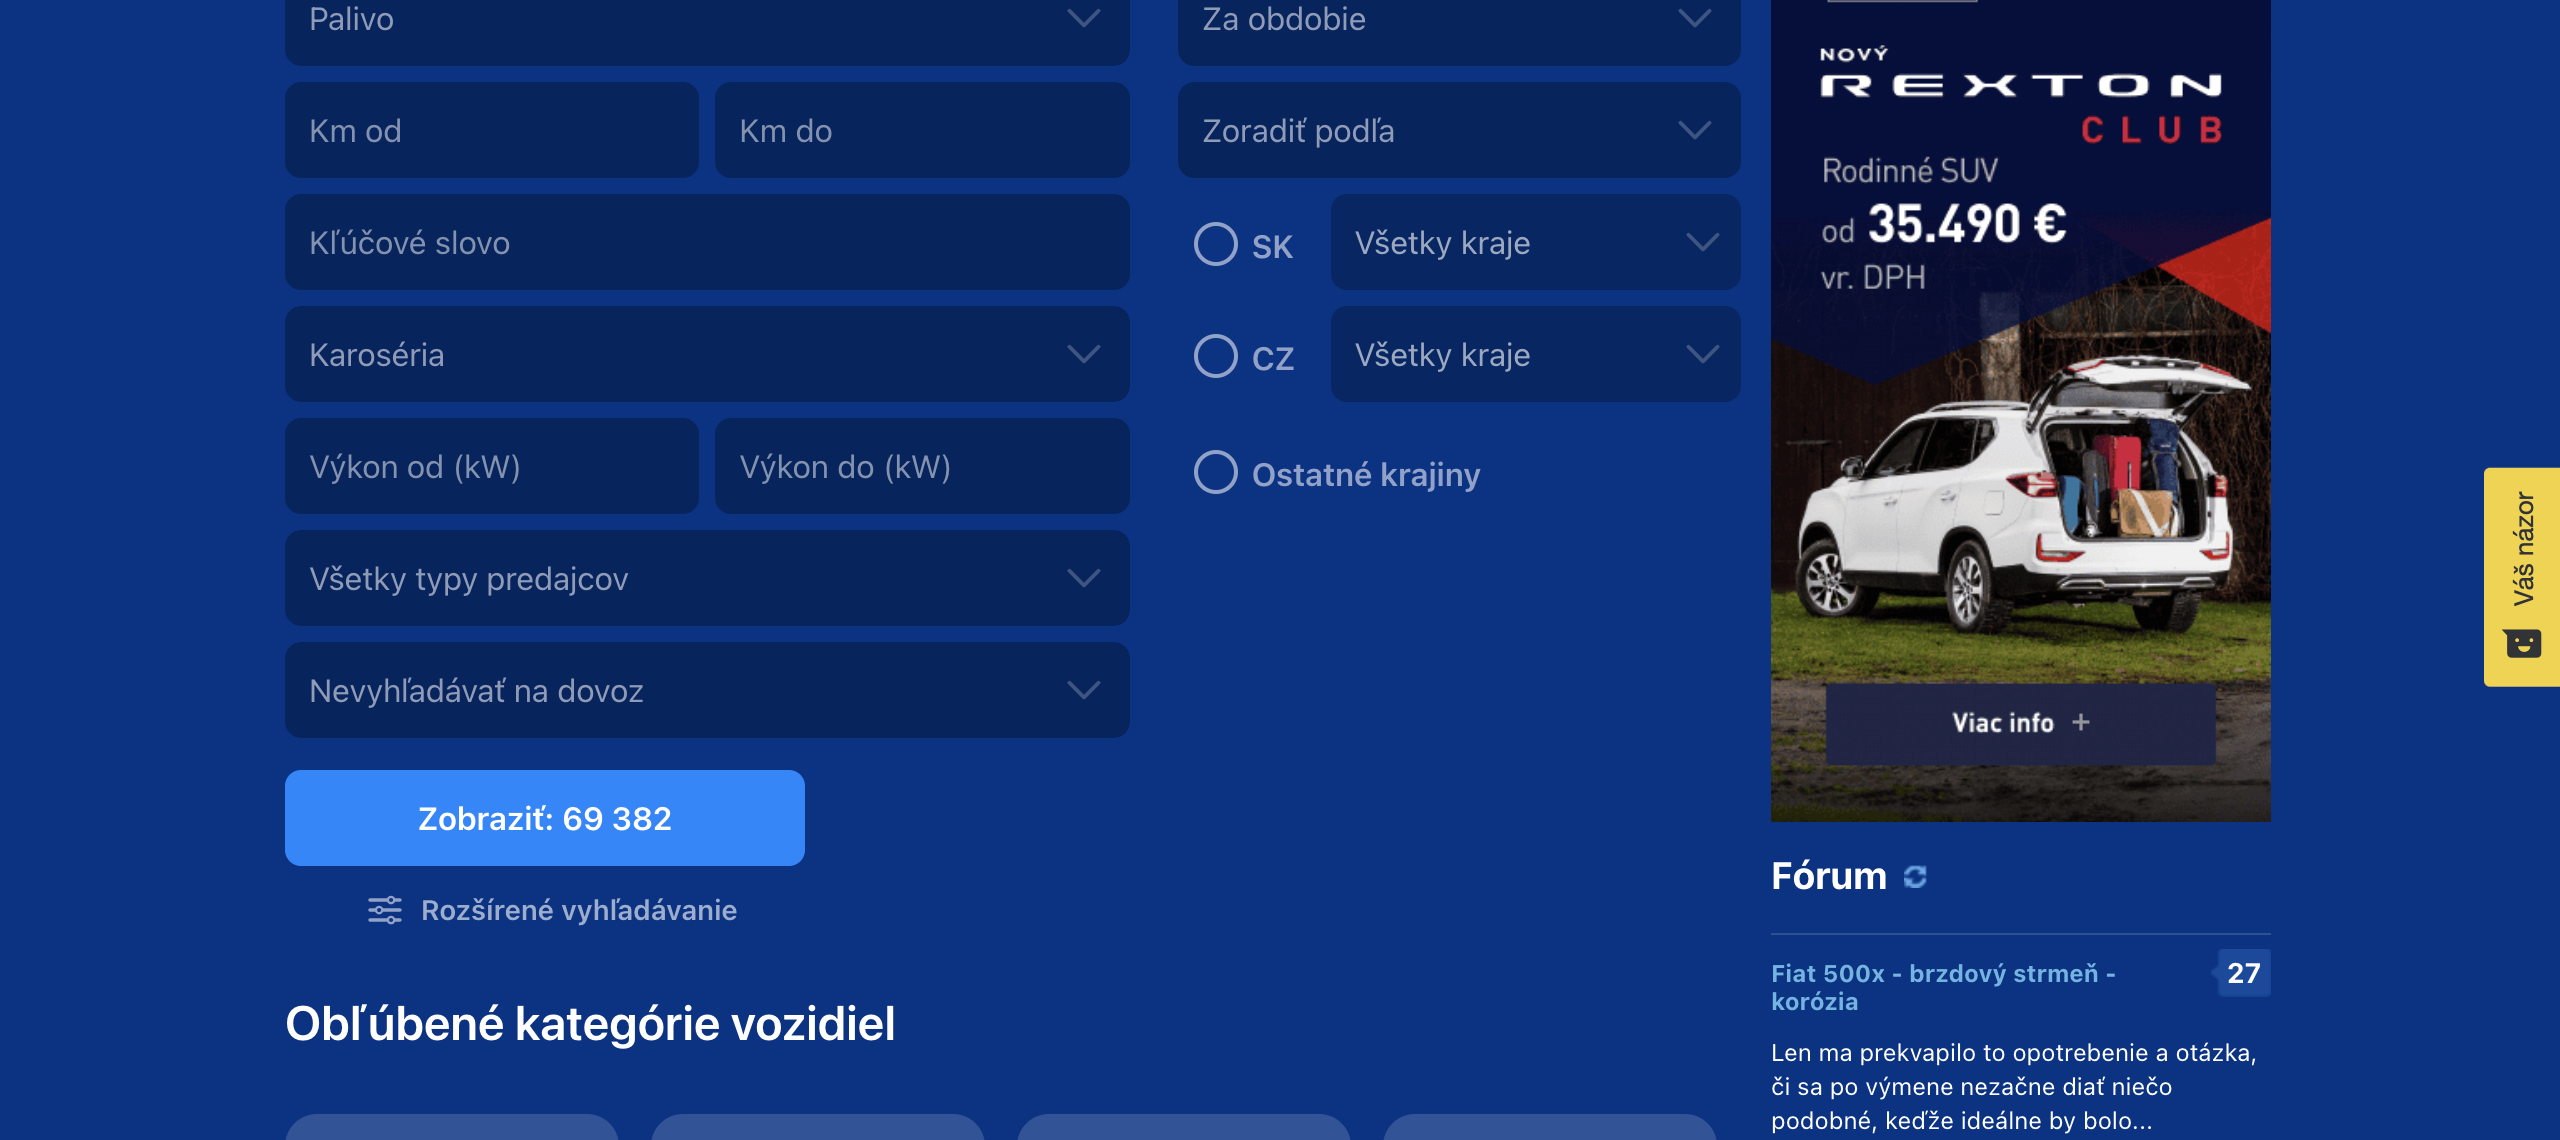 Palivo
Km od
Km do
Kľúčové slovo
Karoséria
Výkon od (kW)
Výkon do (kW)
Všetky typy predajcov
Nevyhľadávať na dovoz
Zobraziť: 69 382
Rozšírené vyhľadávanie
Za obdobie
Zoradiť podľa
SK
Všetky kraje
CZ
Všetky kraje
Ostatné krajiny
Obľúbené kategórie vozidiel
NOVÝ
REXTON
CLUB
Rodinné SUV
od 35.490 €
vr. DPH
Viac info +
Fórum
Fiat 500x - brzdový strmeň -
korózia
27
Len ma prekvapilo to opotrebenie a otázka,
či sa po výmene nezačne diať niečo
podobné, keďže ideálne by bolo...
Váš názor